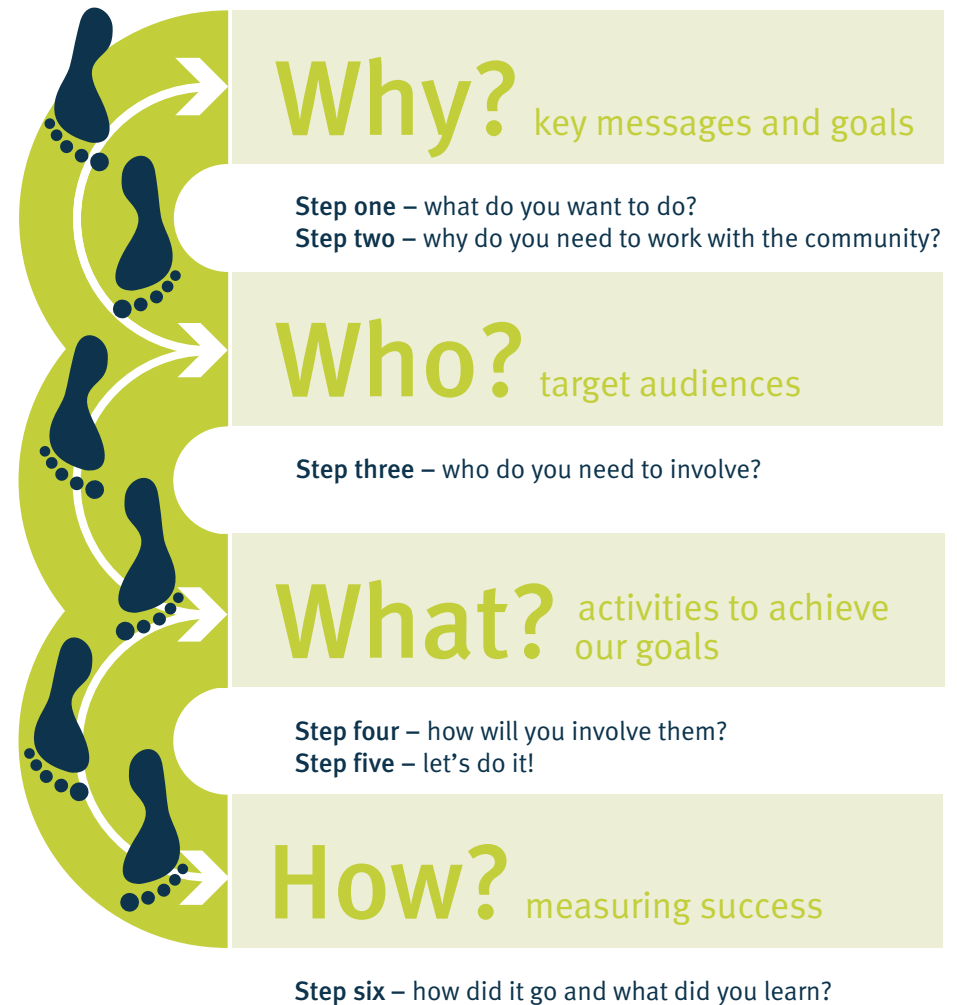 Why? key messages and goals
Step one – what do you want to do?
Step two – why do you need to work with the community?
Who? target audiences
Step three – who do you need to involve?
What? activities to achieve
our goals
Step four – how will you involve them?
Step five – let's do it!
How? measuring success
Step six – how did it go and what did you learn?